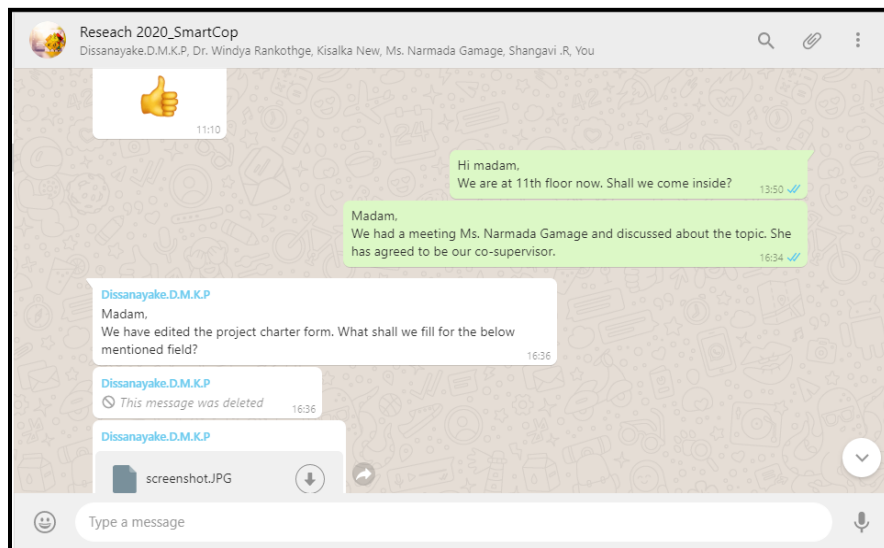 Reseach 2020_SmartCop
Dissanayake.D.M.K.P, Dr. Windya Rankothge, Kisalka New, Ms. Narmada Gamage, Shangavi .R, You
11:10
Hi madam,
We are at 11th floor now. Shall we come inside?
13:50
Madam,
We had a meeting Ms. Narmada Gamage and discussed about the topic. She
has agreed to be our co-supervisor.
16:34
Dissanayake.D.M.K.P
Madam,
We have edited the project charter form. What shall we fill for the below
mentioned field?
16:36
Dissanayake.D.M.K.P
This message was deleted
16:36
Dissanayake.D.M.K.P
screenshot.JPG
Type a message